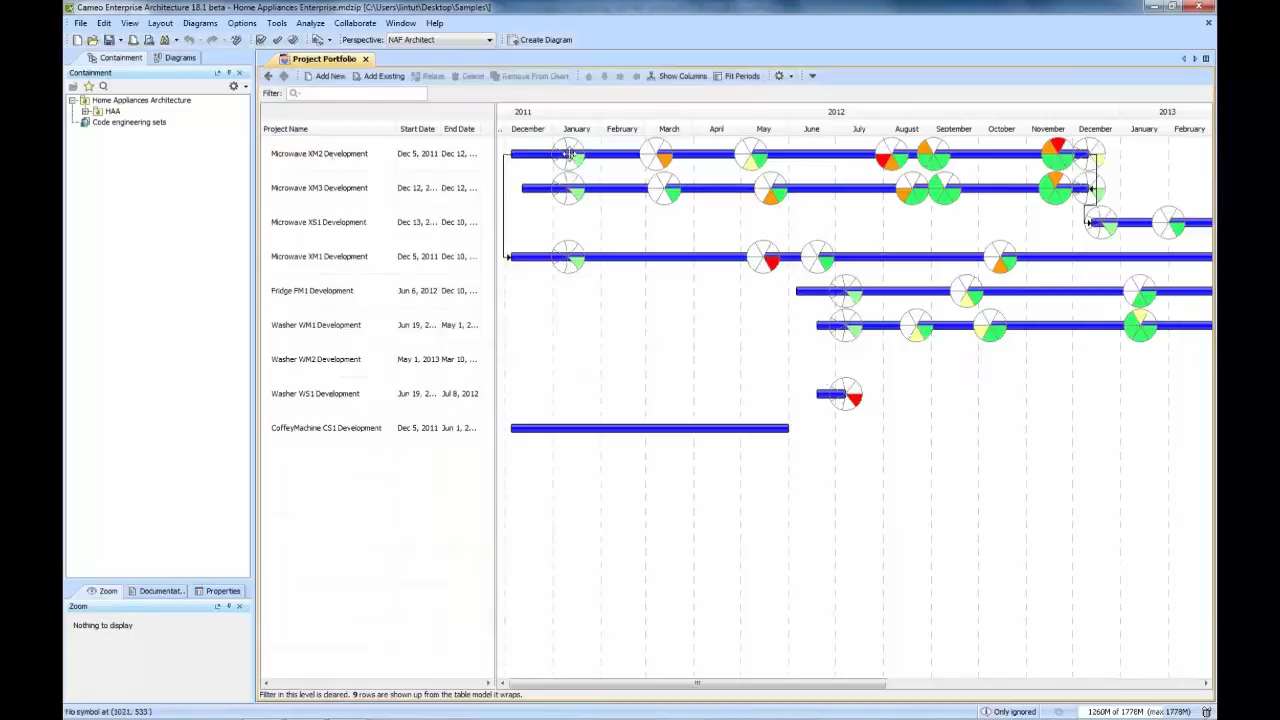 Cameo Enterprise Architecture 18.1 beta - Home Appliances Enterprise.mdzip [C:\Users\lintut\Desktop\Samples\]
File Edit View Layout Diagrams Options Tools Analyze Collaborate Window Help
Perspective: NAF Architect Create Diagram
Containment Diagrams
Project Portfolio
Containment
Add New Add Existing Relate Delete Remove From Chart Show Columns Fit Periods
Filter:
Home Appliances Architecture
HAA
Code engineering sets
2011 2012 2013
Project Name Start Date End Date .. December January February March April May June July August September October November December January February
Microwave XM2 Development Dec 5, 2011 Dec 12, ...
Microwave XM3 Development Dec 12, 2... Dec 12, ...
Microwave XS1 Development Dec 13, 2... Dec 10, ...
Microwave XM1 Development Dec 5, 2011 Dec 10, ...
Fridge FM1 Development Jun 6, 2012 Dec 10, ...
Washer WM1 Development Jun 19, 2... May 1, 2...
Washer WM2 Development May 1, 2013 Mar 10, ...
Washer WS1 Development Jun 19, 2... Jul 8, 2012
CoffeyMachine CS1 Development Dec 5, 2011 Jun 1, 2...
Zoom Documentat... Properties
Zoom
Nothing to display
Filter in this level is cleared. 9 rows are shown up from the table model it wraps.
No symbol at (1021, 533 )
Only ignored 1260M of 1778M (max 1778M)